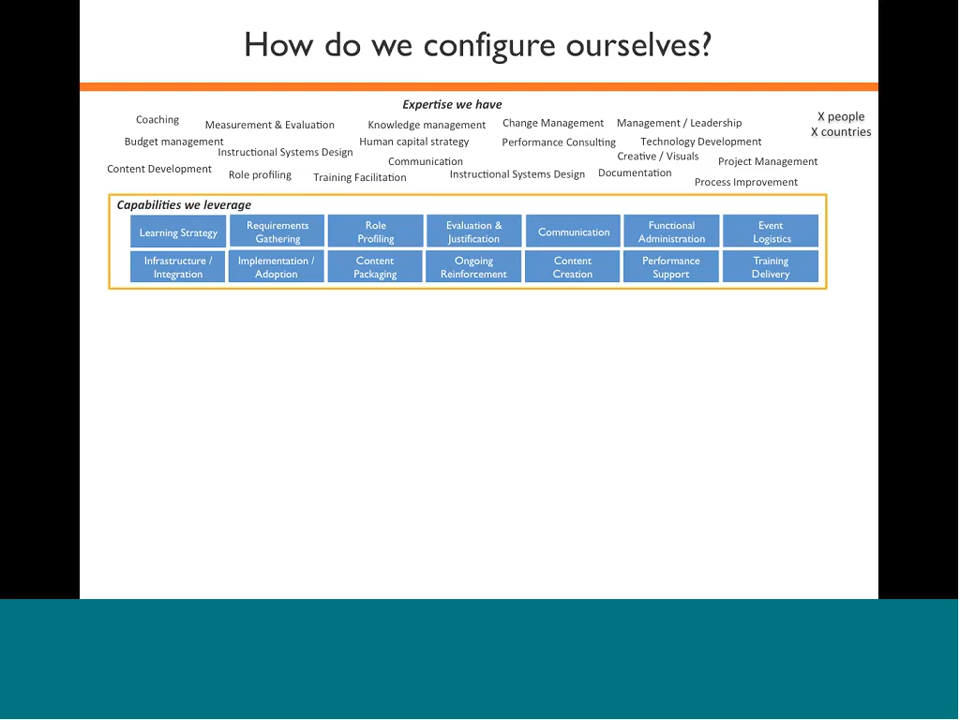 How do we configure ourselves?
Expertise we have
X people
X countries
Coaching
Measurement & Evaluation
Knowledge management
Change Management
Management / Leadership
Budget management
Human capital strategy
Performance Consulting
Technology Development
Instructional Systems Design
Communication
Creative / Visuals
Project Management
Content Development
Role profiling
Training Facilitation
Instructional Systems Design
Documentation
Process Improvement
Capabilities we leverage
Learning Strategy
Requirements
Gathering
Role
Profiling
Evaluation &
Justification
Communication
Functional
Administration
Event
Logistics
Infrastructure /
Integration
Implementation /
Adoption
Content
Packaging
Ongoing
Reinforcement
Content
Creation
Performance
Support
Training
Delivery